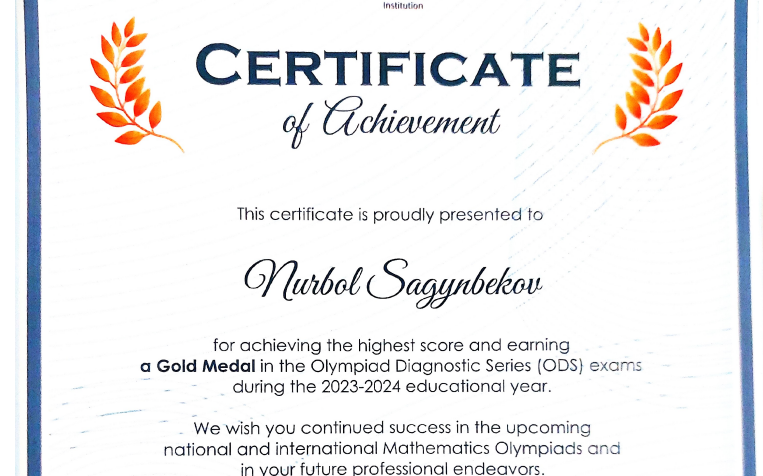 Institution
CERTIFICATE
of Achievement
This certificate is proudly presented to
Nurbol Sagynbekov
for achieving the highest score and earning
a Gold Medal in the Olympiad Diagnostic Series (ODS) exams
during the 2023-2024 educational year.
We wish you continued success in the upcoming
national and international Mathematics Olympiads and
in your future professional endeavors.